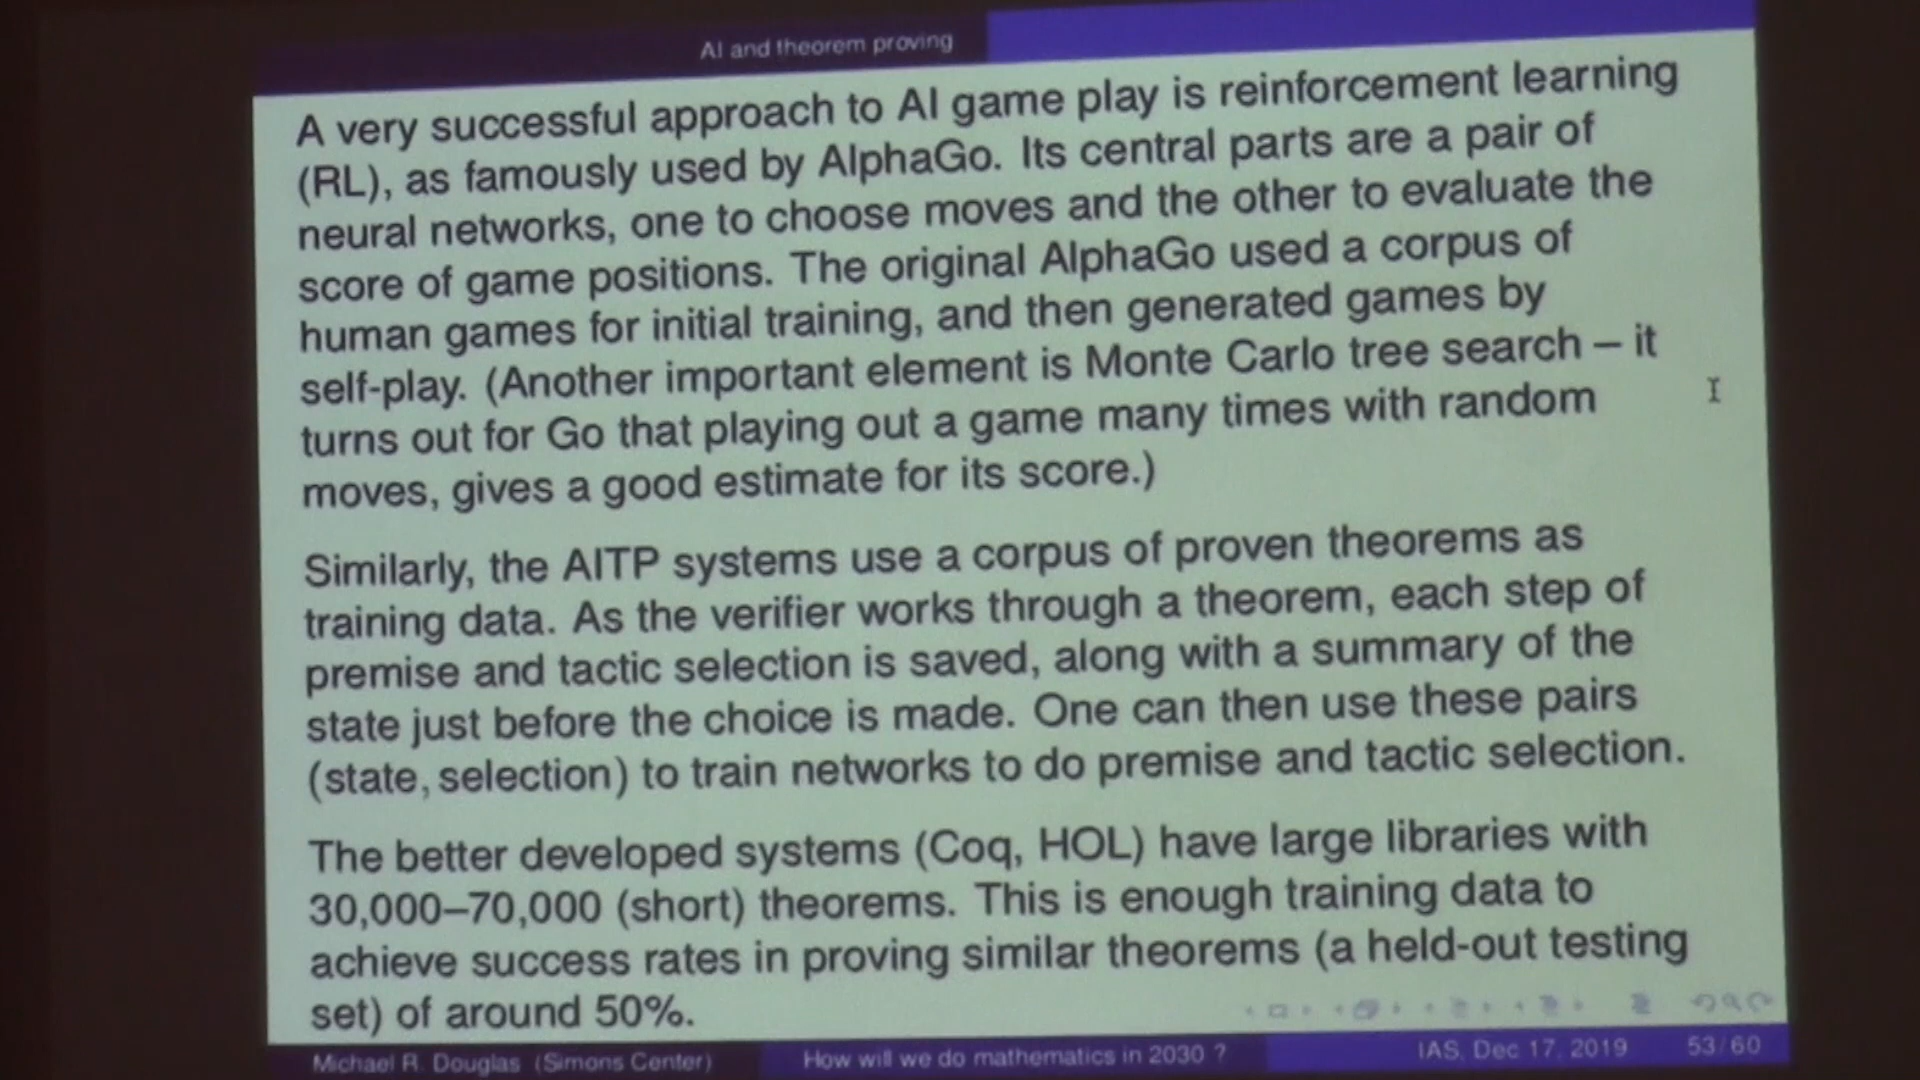 AI and theorem proving
A very successful approach to AI game play is reinforcement learning
(RL), as famously used by AlphaGo. Its central parts are a pair of
neural networks, one to choose moves and the other to evaluate the
score of game positions. The original AlphaGo used a corpus of
human games for initial training, and then generated games by
self-play. (Another important element is Monte Carlo tree search – it
turns out for Go that playing out a game many times with random
moves, gives a good estimate for its score.)
Similarly, the AITP systems use a corpus of proven theorems as
training data. As the verifier works through a theorem, each step of
premise and tactic selection is saved, along with a summary of the
state just before the choice is made. One can then use these pairs
(state, selection) to train networks to do premise and tactic selection.
The better developed systems (Coq, HOL) have large libraries with
30,000–70,000 (short) theorems. This is enough training data to
achieve success rates in proving similar theorems (a held-out testing
set) of around 50%.
Michael R. Douglas (Simons Center) How will we do mathematics in 2030 ? IAS, Dec 17, 2019 53/60